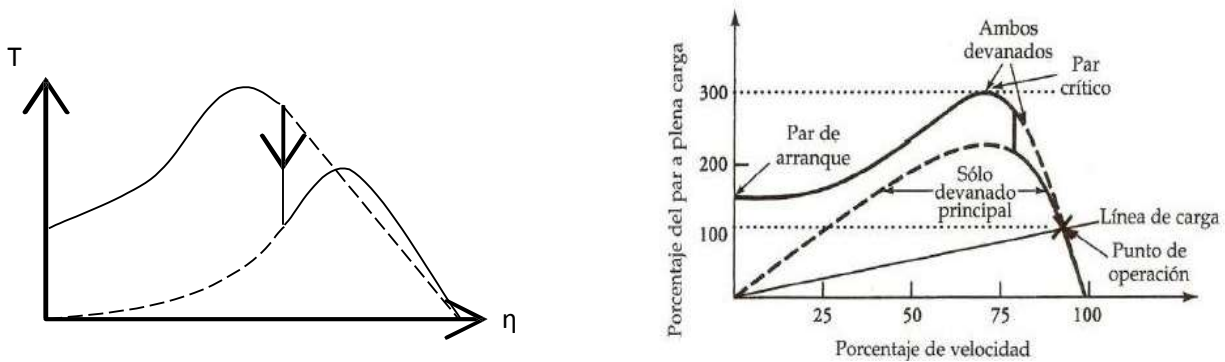 T
η
Porcentaje del par a plena carga
300
200
100
Ambos
devanados
Par
crítico
Par de
arranque
Sólo
devanado
principal
Línea de carga
Punto de
operación
25
50
75
100
Porcentaje de velocidad